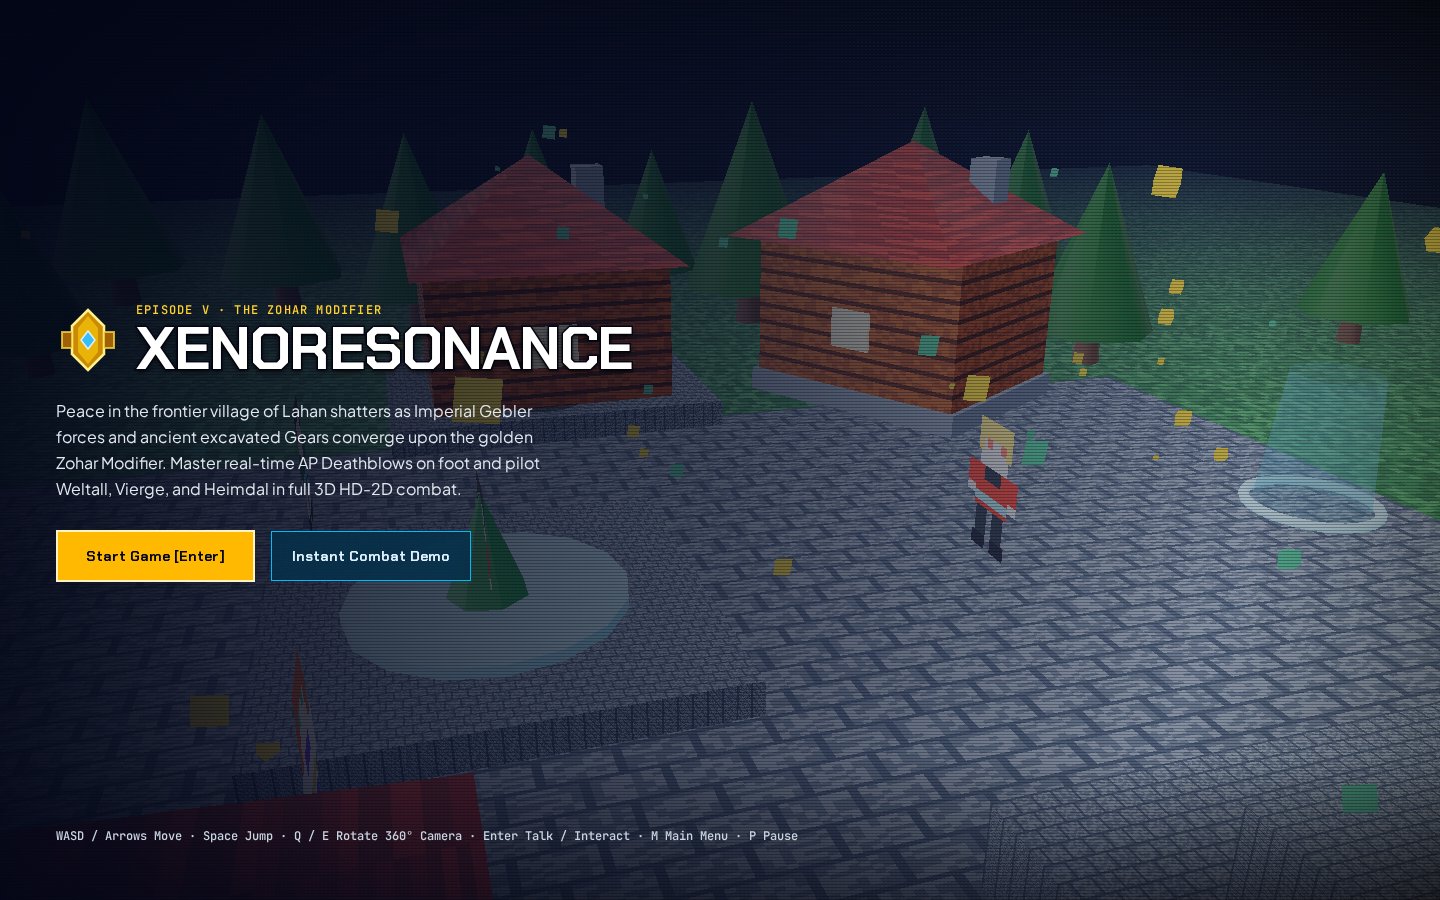 EPISODE V · THE ZOHAR MODIFIER
XENORESONANCE
Peace in the frontier village of Lahan shatters as Imperial Gebler
forces and ancient excavated Gears converge upon the golden
Zohar Modifier. Master real-time AP Deathblows on foot and pilot
Weltall, Vierge, and Heimdal in full 3D HD-2D combat.
Start Game [Enter]
Instant Combat Demo
WASD / Arrows Move · Space Jump · Q / E Rotate 360° Camera · Enter Talk / Interact · M Main Menu · P Pause